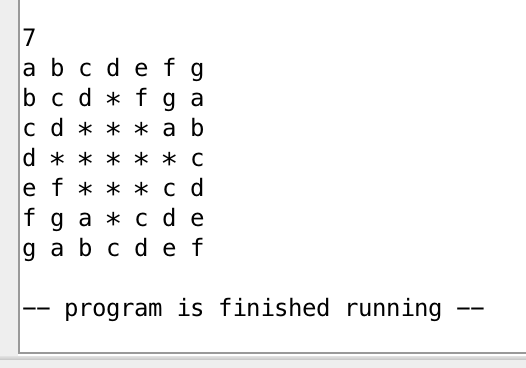 7
a b c d e f g
b c d * f g a
c d * * * a b
d * * * * * c
e f * * * c d
f g a * c d e
g a b c d e f
-- program is finished running --